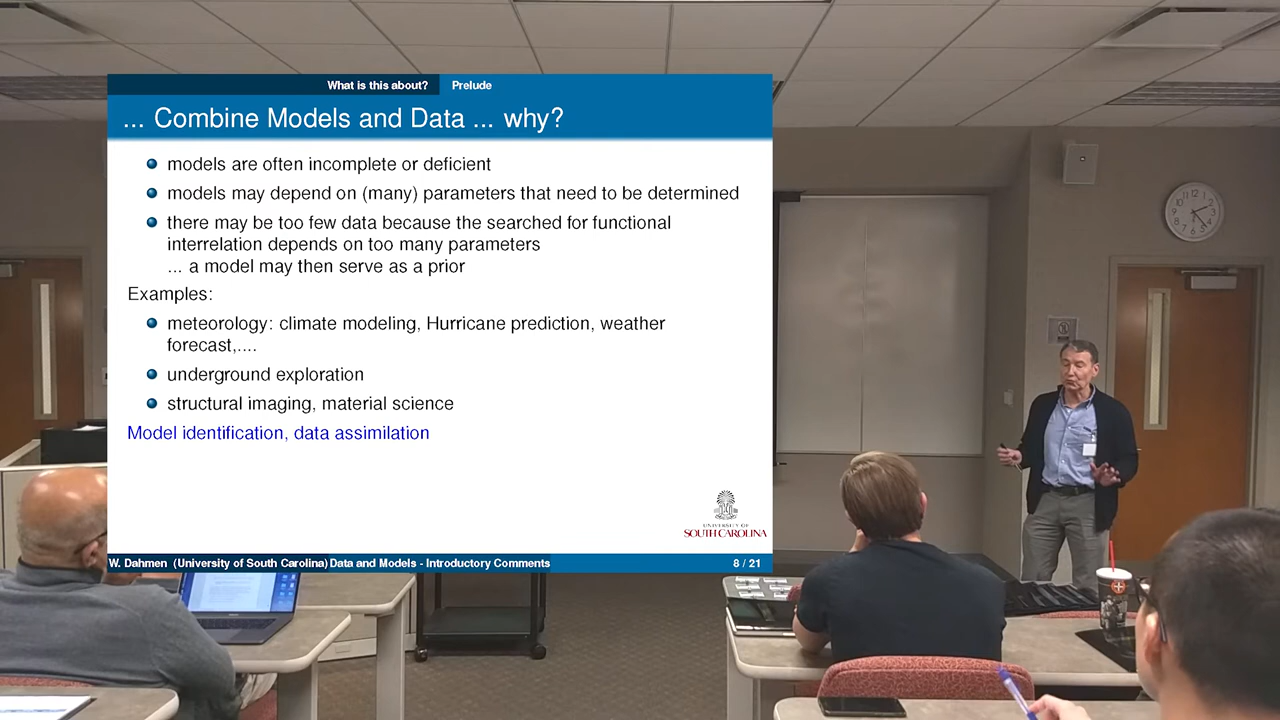 What is this about? Prelude
... Combine Models and Data ... why?
models are often incomplete or deficient
models may depend on (many) parameters that need to be determined
there may be too few data because the searched for functional
interrelation depends on too many parameters
... a model may then serve as a prior
Examples:
meteorology: climate modeling, Hurricane prediction, weather
forecast,....
underground exploration
structural imaging, material science
Model identification, data assimilation
UNIVERSITY OF
SOUTH CAROLINA
W. Dahmen (University of South Carolina) Data and Models - Introductory Comments 8 / 21